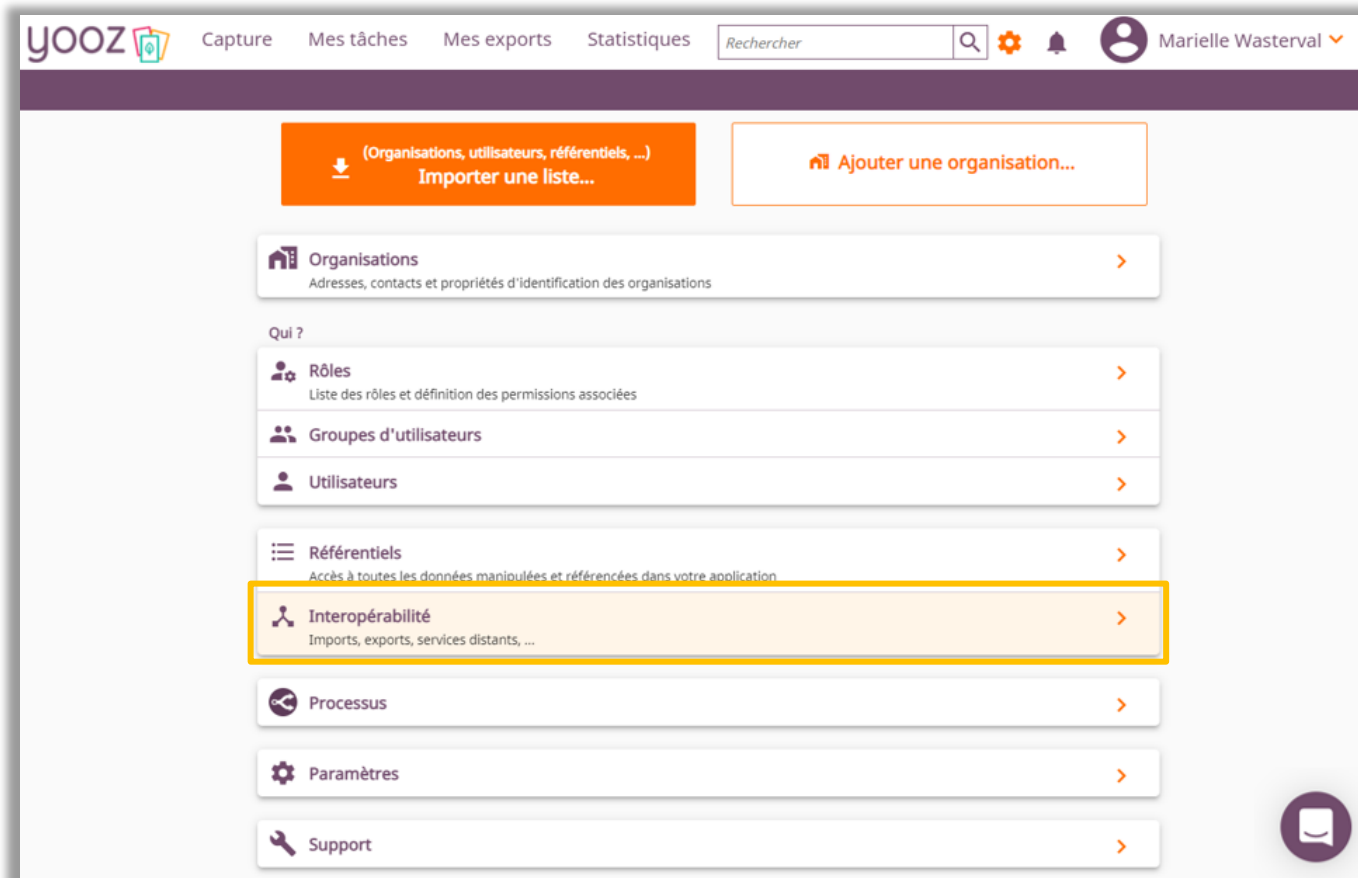 yooz
Capture Mes tâches Mes exports Statistiques Rechercher Marielle Wasterval
(Organisations, utilisateurs, référentiels, ...)
Importer une liste...
Ajouter une organisation...
Organisations
Adresses, contacts et propriétés d'identification des organisations
Qui ?
Rôles
Liste des rôles et définition des permissions associées
Groupes d'utilisateurs
Utilisateurs
Référentiels
Accès à toutes les données manipulées et référencées dans votre application
Interopérabilité
Imports, exports, services distants, ...
Processus
Paramètres
Support